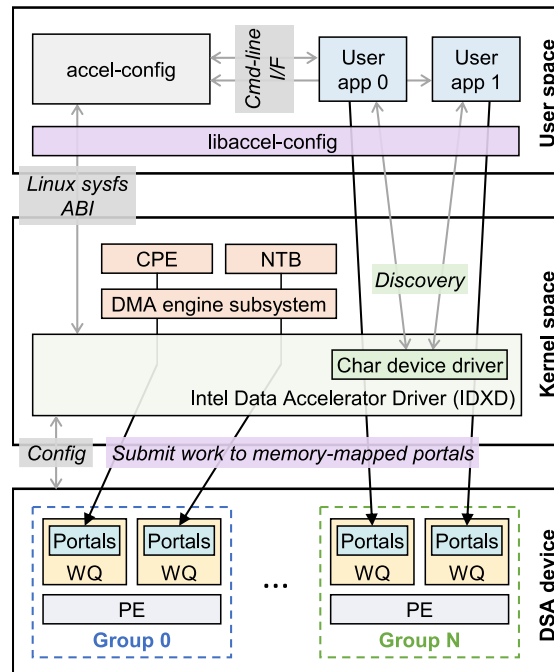 accel-config
Cmd-line
I/F
User
app 0
User
app 1
User space
libaccel-config
Linux sysfs
ABI
CPE
NTB
DMA engine subsystem
Discovery
Kernel space
Char device driver
Intel Data Accelerator Driver (IDXD)
Config
Submit work to memory-mapped portals
Portals
WQ
Portals
WQ
PE
Group 0
...
Portals
WQ
Portals
WQ
PE
Group N
DSA device